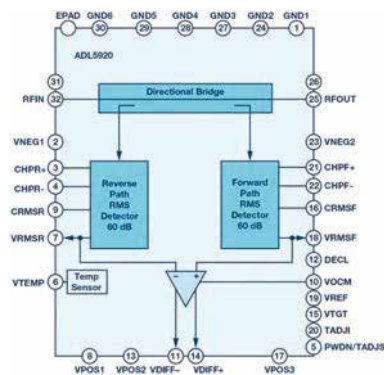 EPAD GND6 GND5 GND4 GND3 GND2 GND1
30 29 28 27 24 1
ADL5920
31
26
Directional Bridge
RFIN 32
25 RFOUT
VNEG1 2
23 VNEG2
CHPR+ 3
21 CHPF+
CHPR- 4
22 CHPF-
CRMSR 9
16 CRMSF
VRMSR 7
18 VRMSF
Reverse
Path
RMS
Detector
60 dB
Forward
Path
RMS
Detector
60 dB
12 DECL
VTEMP 6
Temp
Sensor
- +
10 VOCM
19 VREF
15 VTGT
20 TADJI
5 PWDN/TADJS
8 13 11 14 17
VPOS1 VPOS2 VDIFF– VDIFF+ VPOS3